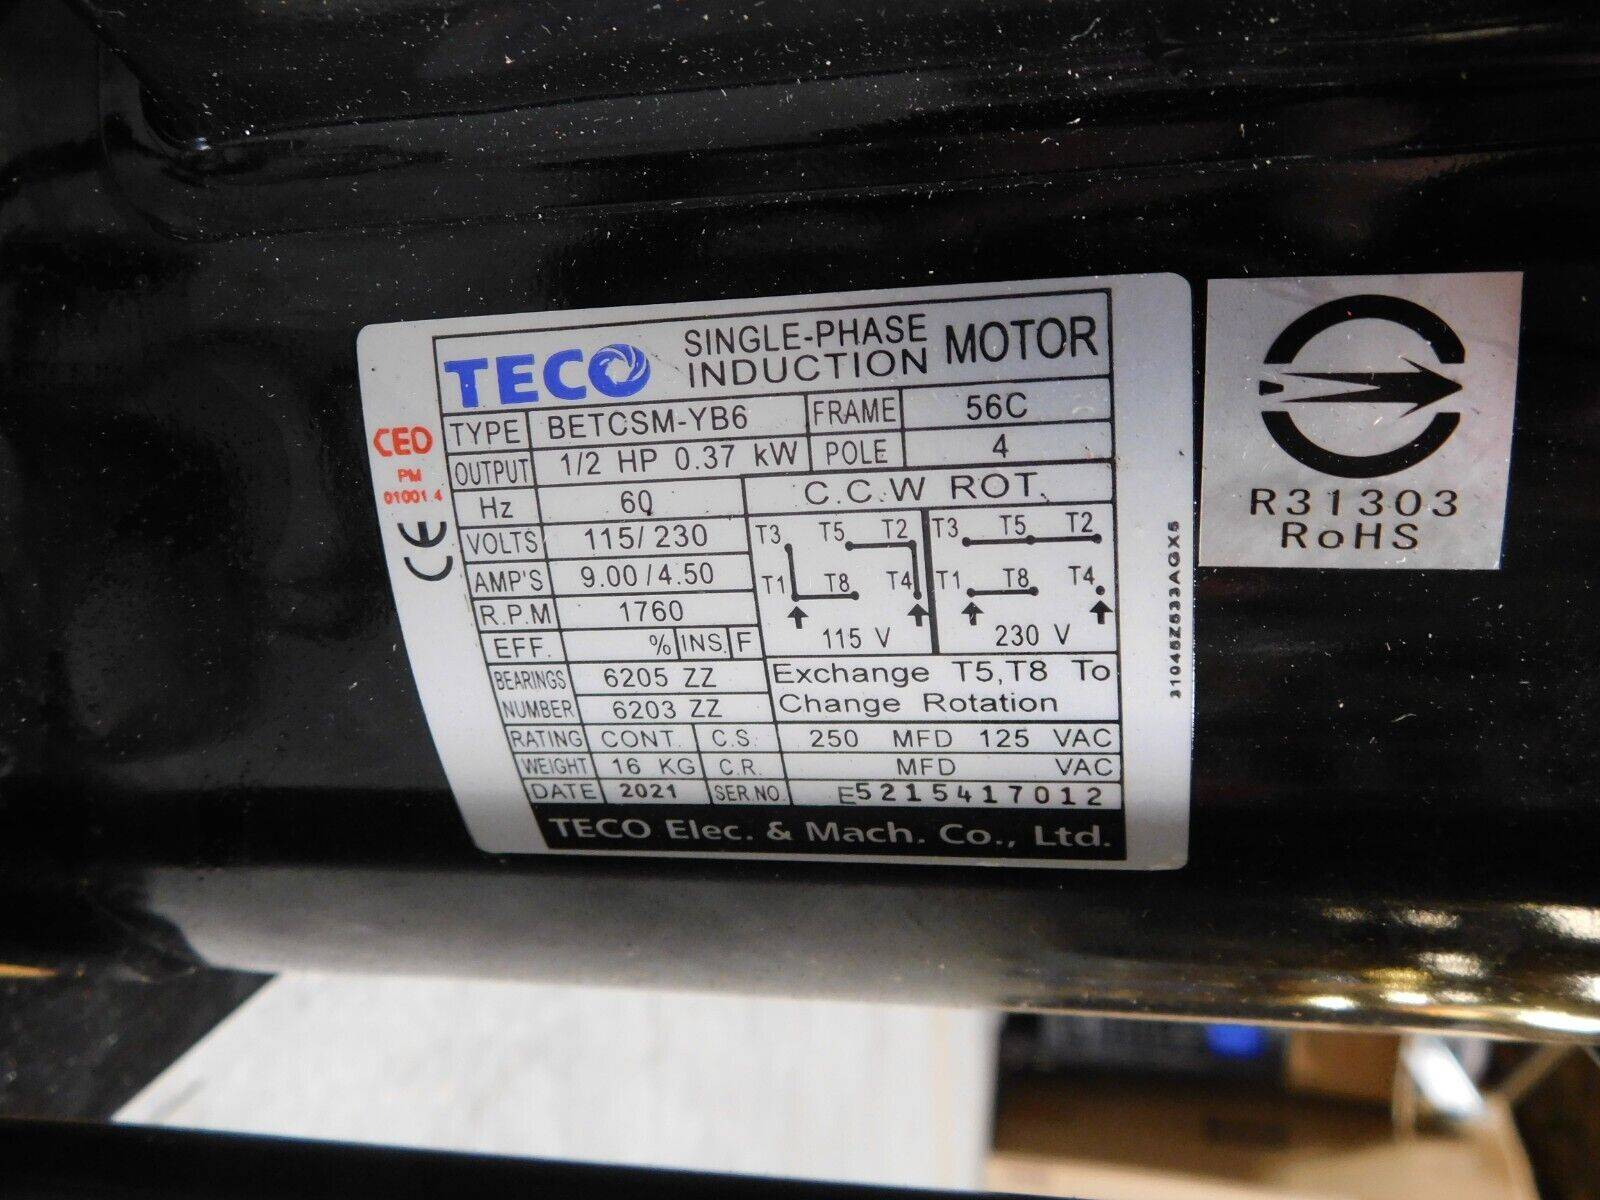 TECO SINGLE-PHASE INDUCTION MOTOR
TYPE BETCSM-YB6 FRAME 56C
OUTPUT 1/2 HP 0.37 kW POLE 4
Hz 60 C.C.W ROT.
VOLTS 115/230
AMP'S 9.00/4.50
R.P.M 1760
EFF. % INS. F
BEARINGS NUMBER 6205 ZZ
6203 ZZ
T3 T5 T2
T1 T8 T4
115 V
T3 T5 T2
T1 T8 T4
230 V
Exchange T5,T8 To
Change Rotation
RATING CONT. C.S. 250 MFD 125 VAC
WEIGHT 16 KG C.R. MFD VAC
DATE 2021 SER.NO. E5215417012
TECO Elec. & Mach. Co., Ltd.
CEO
PM
01001.4
CE
31045Z533AGX5
R31303
RoHS